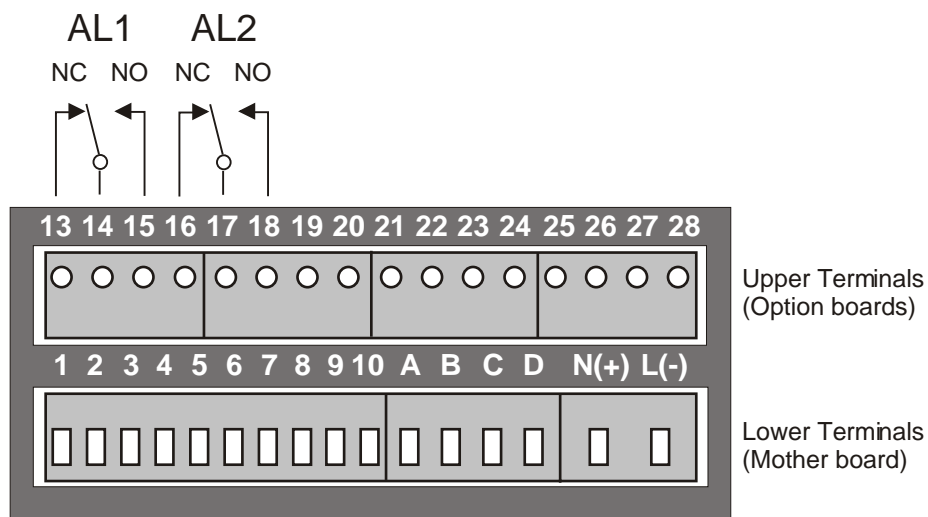 AL1 AL2
NC NO NC NO
13 14 15 16 17 18 19 20 21 22 23 24 25 26 27 28
Upper Terminals
(Option boards)
1 2 3 4 5 6 7 8 9 10 A B C D N(+) L(-)
Lower Terminals
(Mother board)